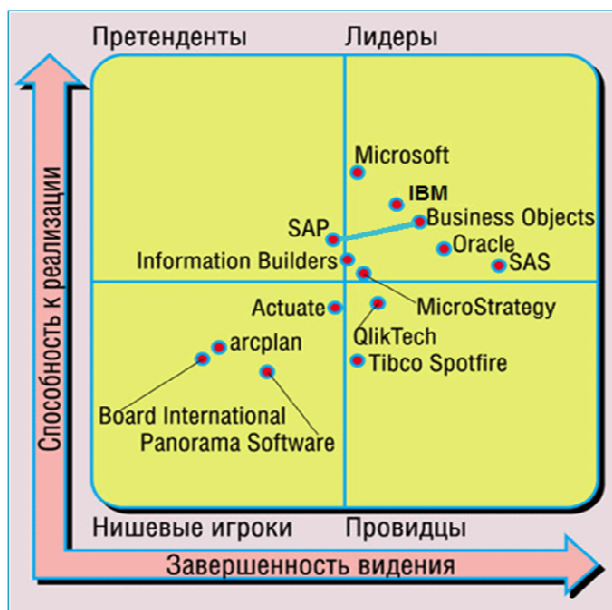 Претенденты
Лидеры
Способность к реализации
Microsoft
IBM
Business Objects
SAP
Oracle
Information Builders
SAS
Actuate
MicroStrategy
QlikTech
arcplan
Tibco Spotfire
Board International
Panorama Software
Нишевые игроки
Провидцы
Завершенность видения